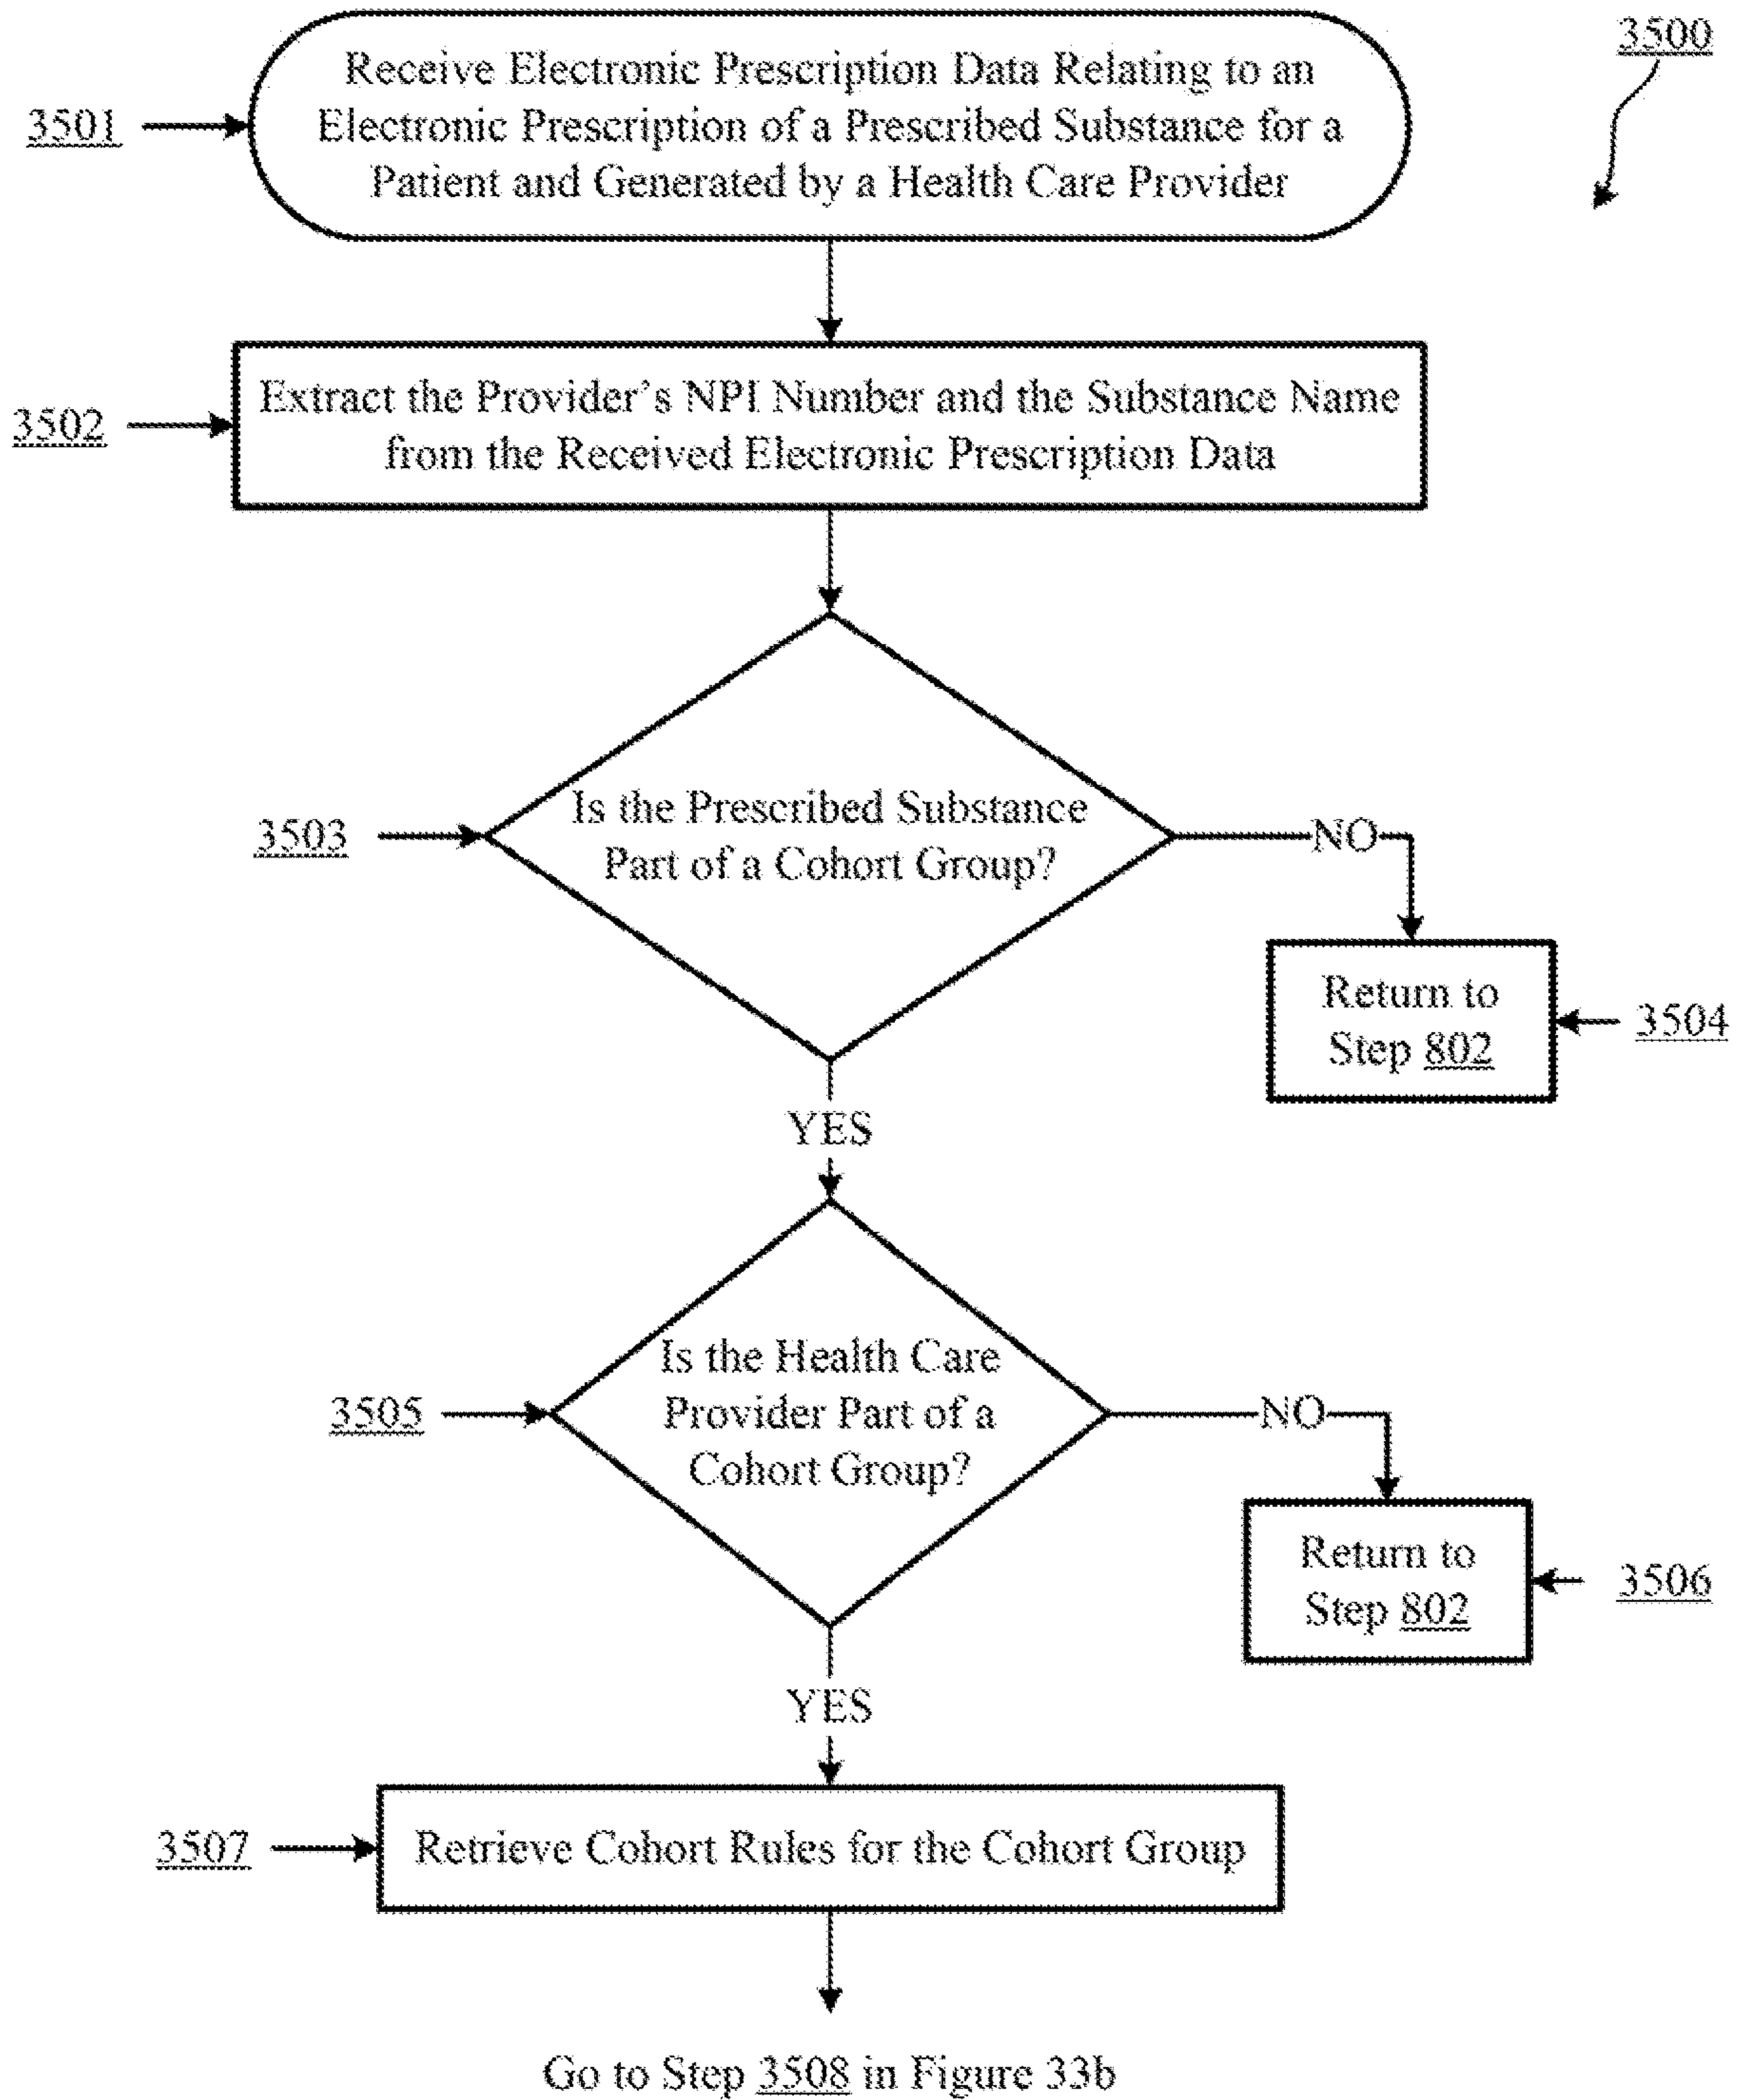 3500
Receive Electronic Prescription Data Relating to an
Electronic Prescription of a Prescribed Substance for a
Patient and Generated by a Health Care Provider
3501
Extract the Provider's NPI Number and the Substance Name
from the Received Electronic Prescription Data
3502
Is the Prescribed Substance
Part of a Cohort Group?
3503
NO
Return to
Step 802
3504
YES
Is the Health Care
Provider Part of a
Cohort Group?
3505
NO
Return to
Step 802
3506
YES
Retrieve Cohort Rules for the Cohort Group
3507
Go to Step 3508 in Figure 33b